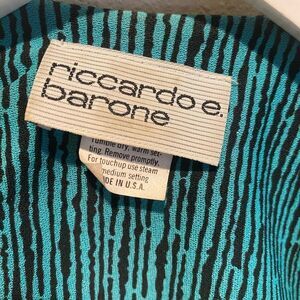 riccardo e.
barone
Tumble dry, warm set-
ting. Remove promptly.
For touchup use steam
medium setting
DE IN U.S.A.